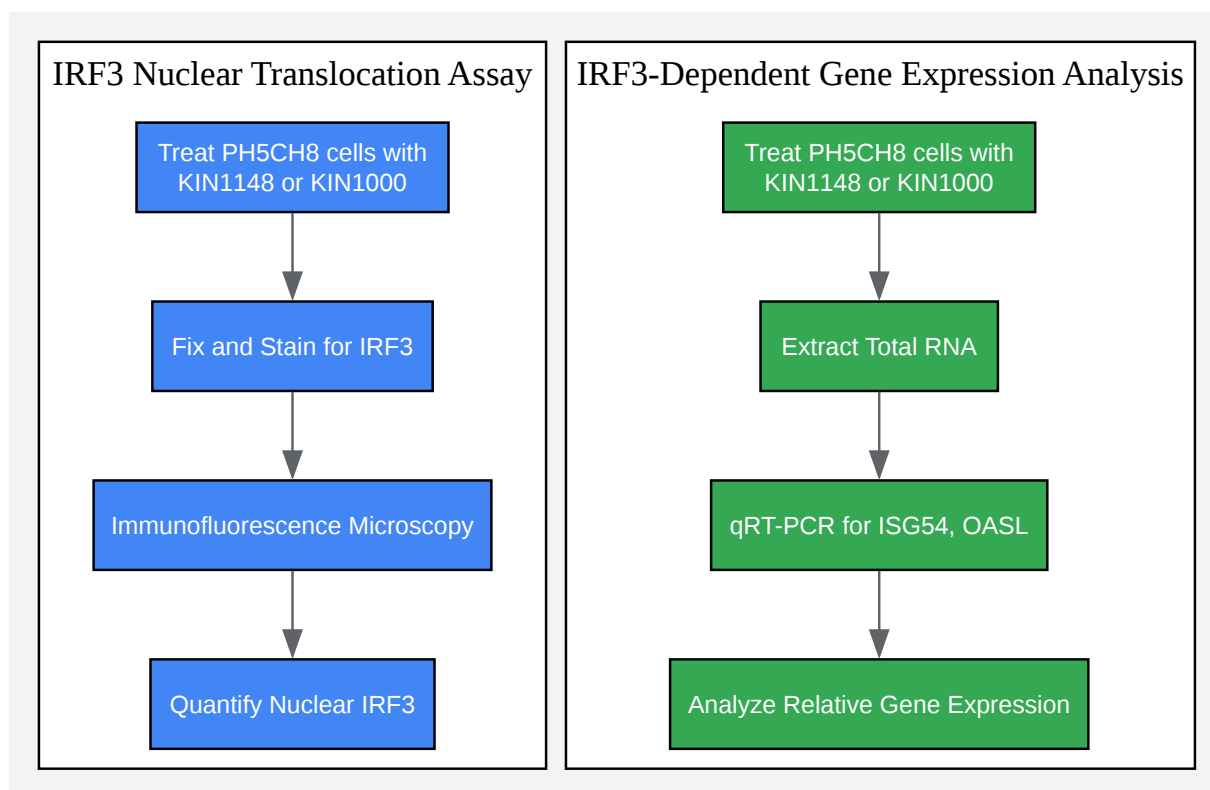 IRF3 Nuclear Translocation Assay
Treat PH5CH8 cells with
KIN1148 or KIN1000
Fix and Stain for IRF3
Immunofluorescence Microscopy
Quantify Nuclear IRF3
IRF3-Dependent Gene Expression Analysis
Treat PH5CH8 cells with
KIN1148 or KIN1000
Extract Total RNA
qRT-PCR for ISG54, OASL
Analyze Relative Gene Expression